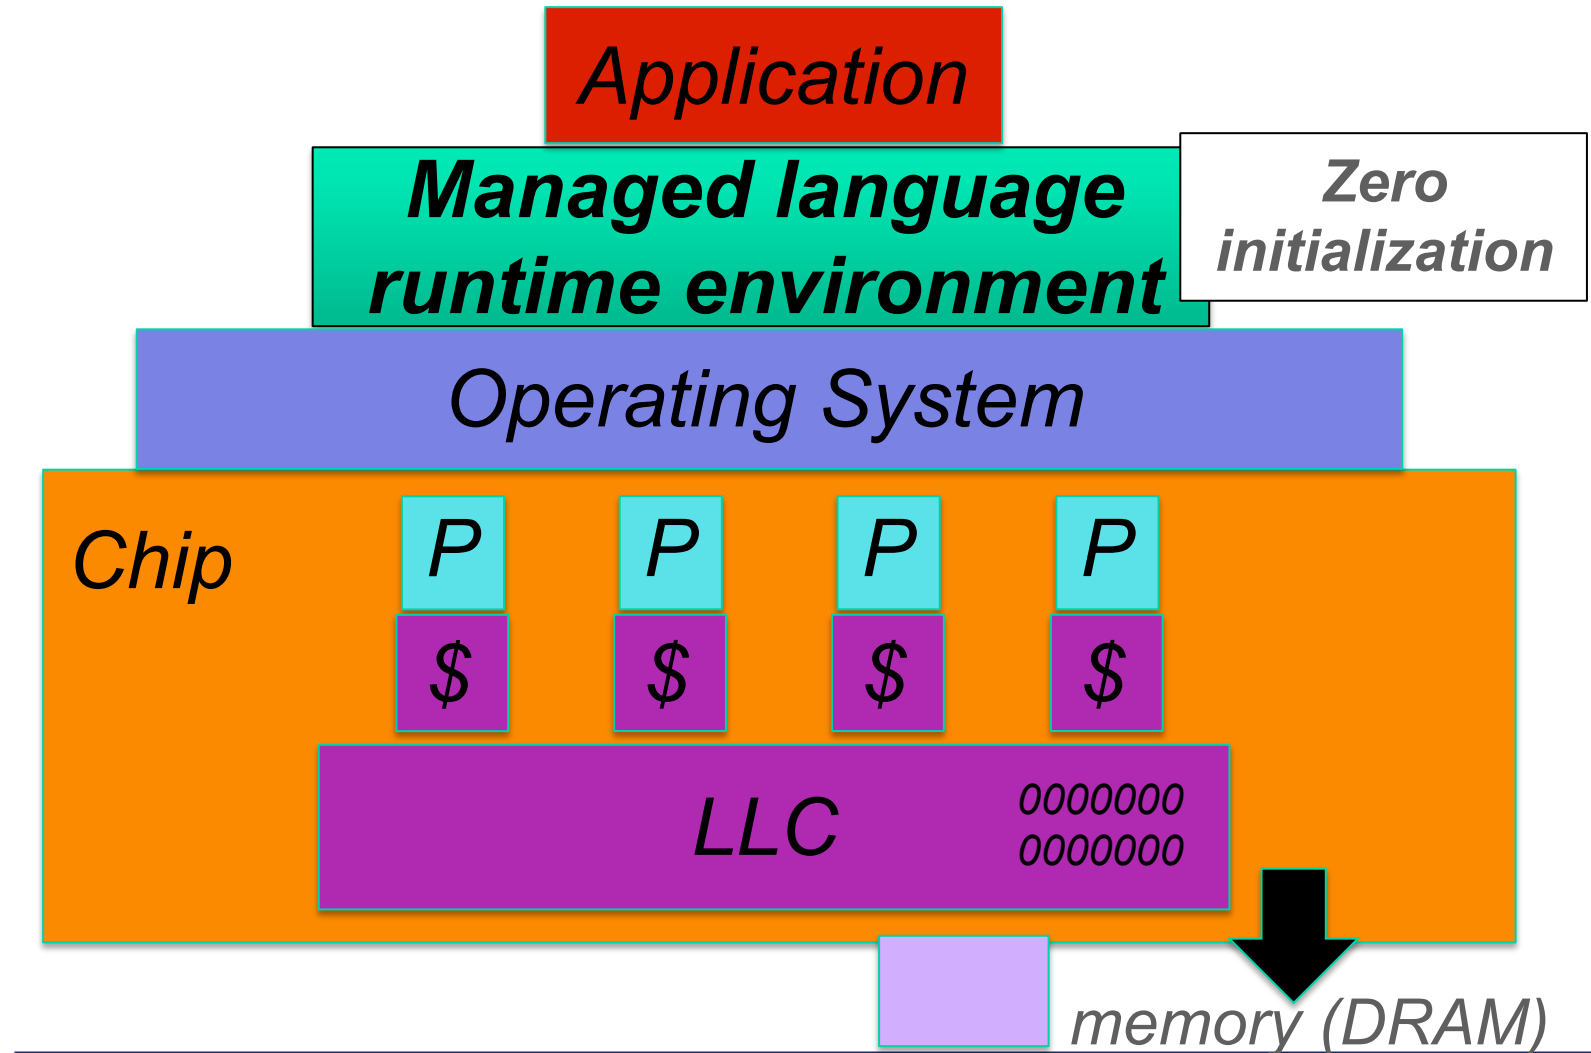 Application
Managed language
runtime environment
Zero
initialization
Operating System
Chip
P P P P
$ $ $ $
LLC
0000000
0000000
memory (DRAM)